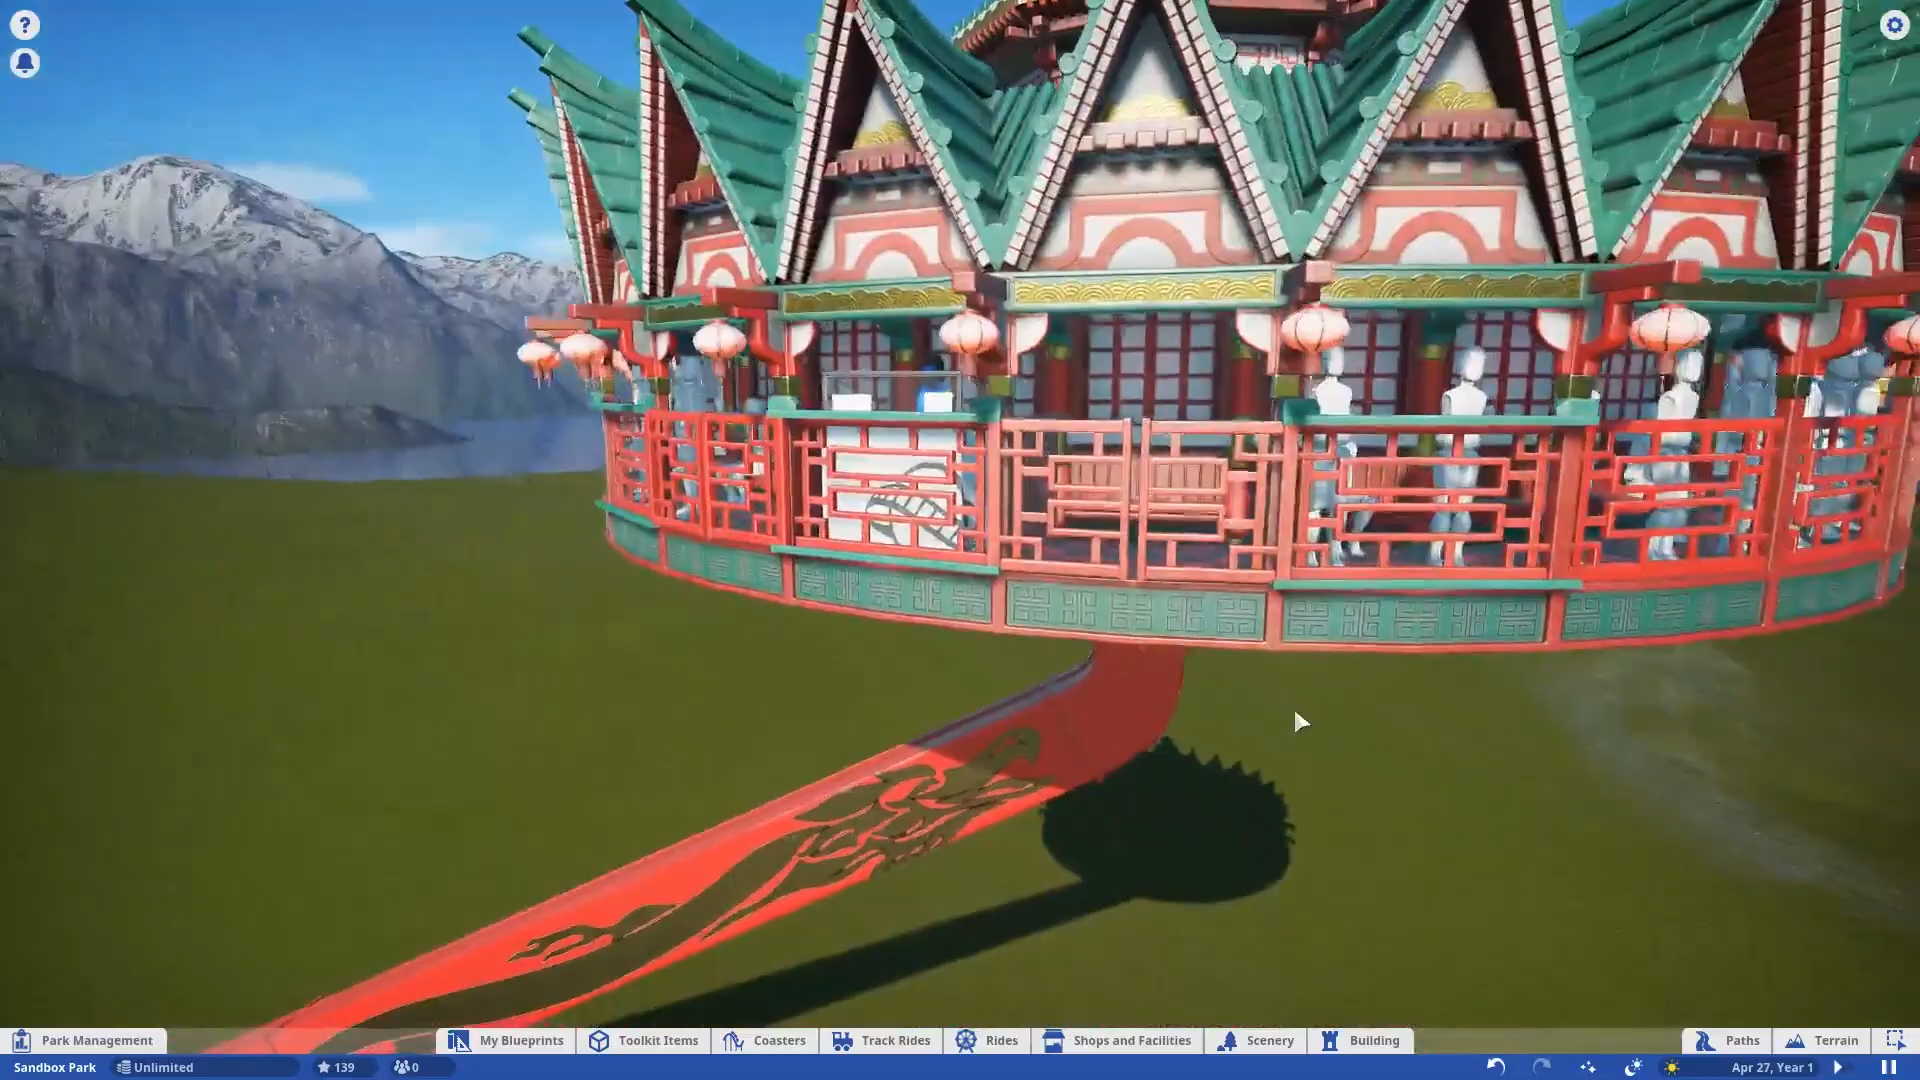 ?
Park Management
My Blueprints
Toolkit Items
Coasters
Track Rides
Rides
Shops and Facilities
Scenery
Building
Paths
Terrain
Sandbox Park
Unlimited
139
0
Apr 27, Year 1